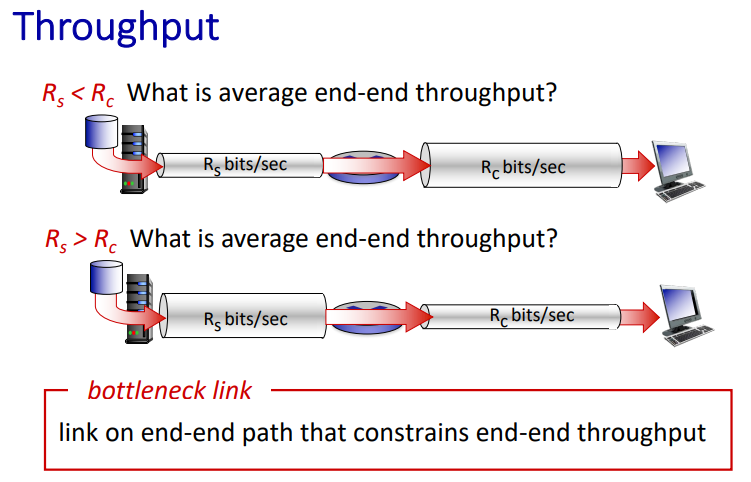 Throughput
Rs < Rc What is average end-end throughput?
Rs bits/sec
Rc bits/sec
Rs > Rc What is average end-end throughput?
Rs bits/sec
Rc bits/sec
bottleneck link
link on end-end path that constrains end-end throughput